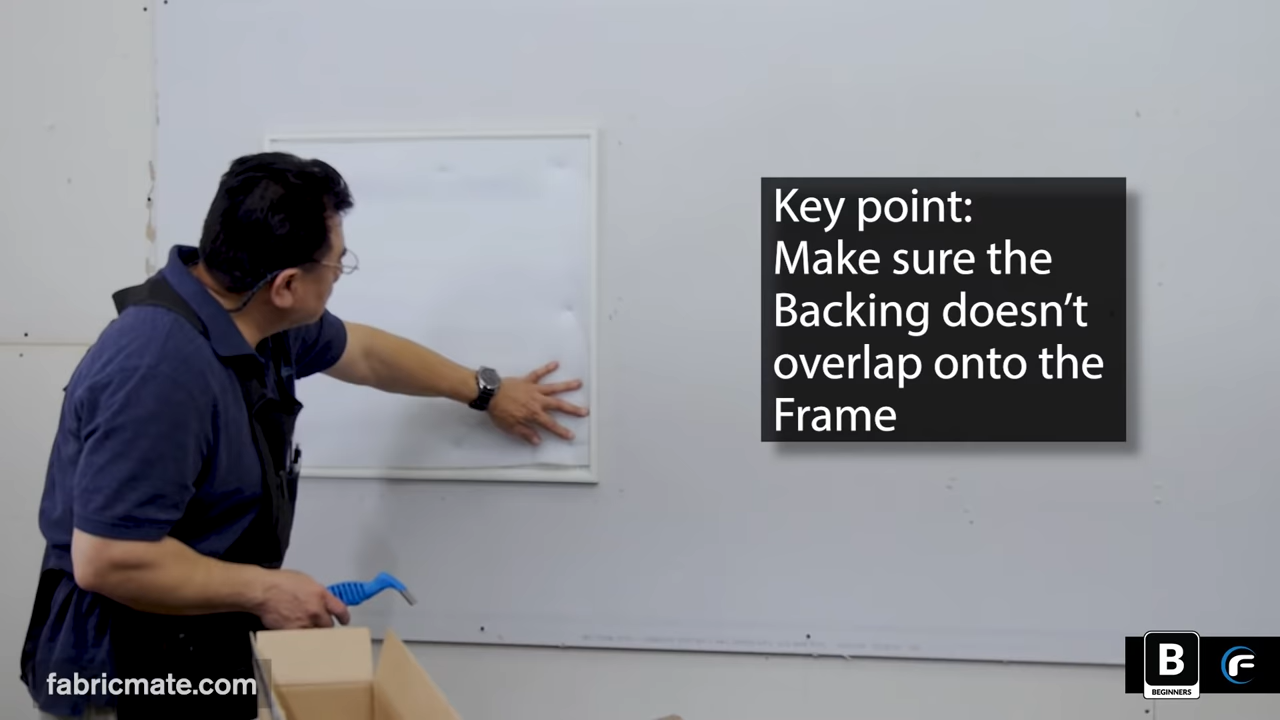 Key point:
Make sure the
Backing doesn't
overlap onto the
Frame
fabricmate.com
B
BEGINNERS
F